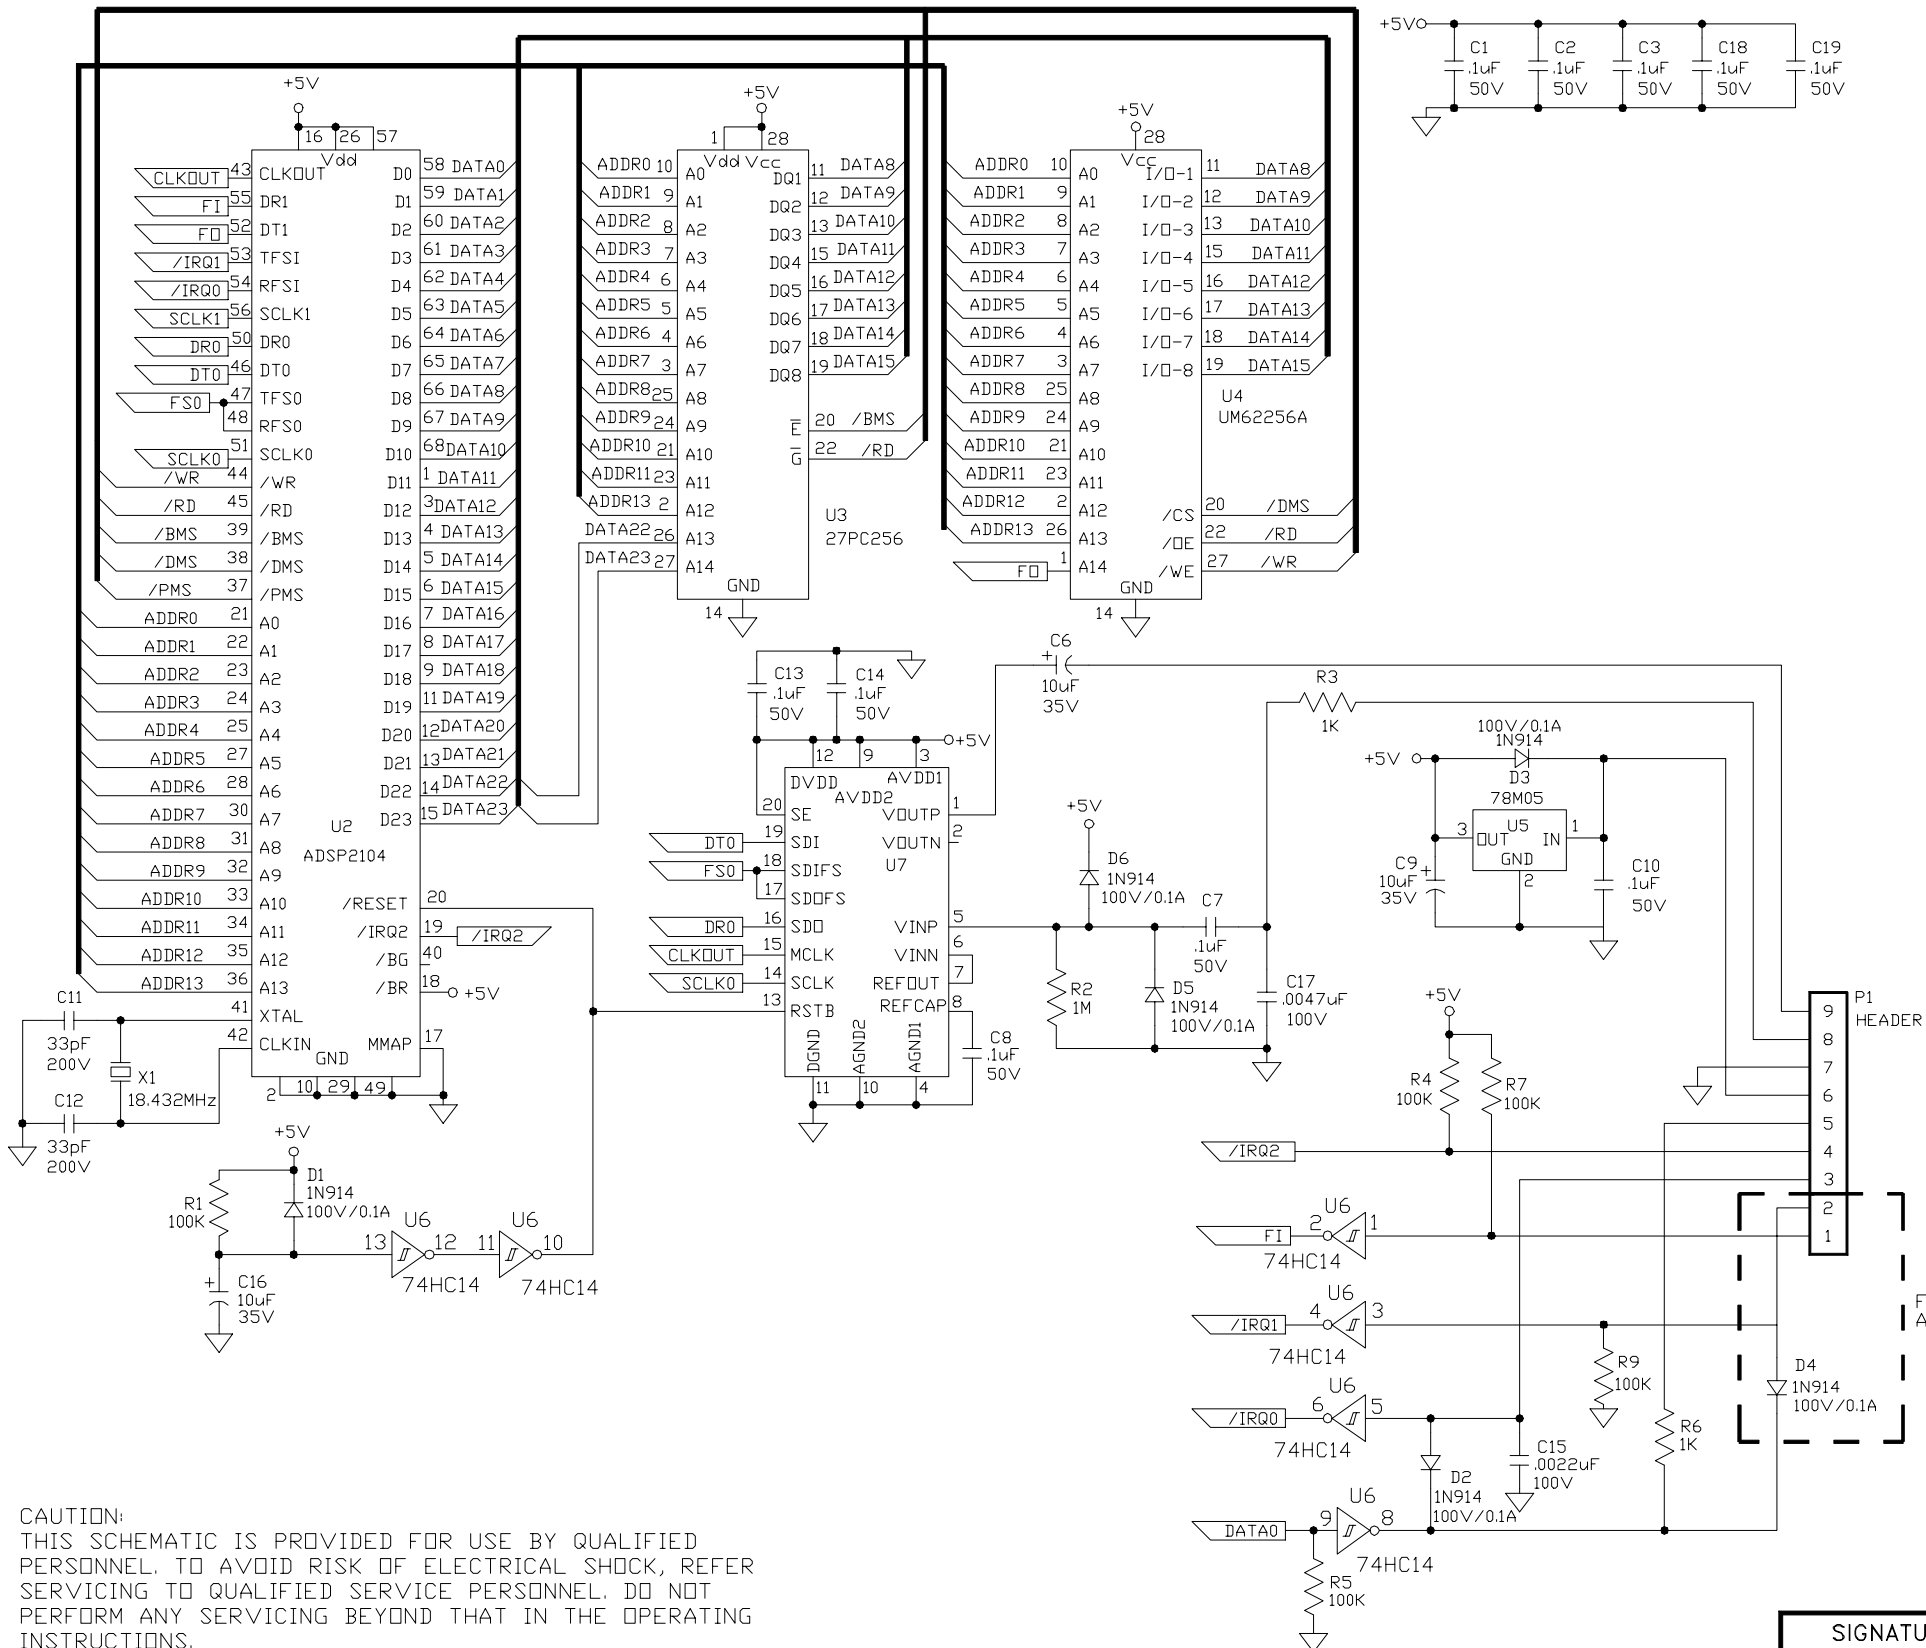 +5V
C1
.1uF
50V
C2
.1uF
50V
C3
.1uF
50V
C18
.1uF
50V
C19
.1uF
50V
+5V
16 26 57
Vdd
CLKOUT 43 CLKOUT D0 58 DATA0
FI 55 DR1 D1 59 DATA1
FO 52 DT1 D2 60 DATA2
/IRQ1 53 TFSI D3 61 DATA3
/IRQ0 54 RFSI D4 62 DATA4
SCLK1 56 SCLK1 D5 63 DATA5
DR0 50 DR0 D6 64 DATA6
DT0 46 DT0 D7 65 DATA7
FS0 47 TFS0 D8 66 DATA8
48 RFS0 D9 67 DATA9
SCLK0 51 SCLK0 D10 68 DATA10
/WR 44 /WR D11 1 DATA11
/RD 45 /RD D12 3 DATA12
/BMS 39 /BMS D13 4 DATA13
/DMS 38 /DMS D14 5 DATA14
/PMS 37 /PMS D15 6 DATA15
ADDR0 21 A0 D16 7 DATA16
ADDR1 22 A1 D17 8 DATA17
ADDR2 23 A2 D18 9 DATA18
ADDR3 24 A3 D19 11 DATA19
ADDR4 25 A4 D20 12 DATA20
ADDR5 27 A5 D21 13 DATA21
ADDR6 28 A6 D22 14 DATA22
ADDR7 30 A7 D23 15 DATA23
U2
ADSP2104
ADDR8 31 A8
ADDR9 32 A9
ADDR10 33 A10 /RESET 20
ADDR11 34 A11 /IRQ2 19 /IRQ2
ADDR12 35 A12 /BG 40
ADDR13 36 A13 /BR 18 +5V
41 XTAL
42 CLKIN GND MMAP 17
2 10 29 49
C11
33pF
200V
X1
18.432MHz
C12
33pF
200V
+5V
1 28
Vdd Vcc
ADDR0 10 A0 DQ1 11 DATA8
ADDR1 9 A1 DQ2 12 DATA9
ADDR2 8 A2 DQ3 13 DATA10
ADDR3 7 A3 DQ4 15 DATA11
ADDR4 6 A4 DQ5 16 DATA12
ADDR5 5 A5 DQ6 17 DATA13
ADDR6 4 A6 DQ7 18 DATA14
ADDR7 3 A7 DQ8 19 DATA15
ADDR8 25 A8
ADDR9 24 A9 E 20 /BMS
ADDR10 21 A10 G 22 /RD
ADDR11 23 A11
ADDR13 2 A12
DATA22 26 A13
DATA23 27 A14
GND
14
U3
27PC256
+5V
28
Vcc
ADDR0 10 A0 I/O-1 11 DATA8
ADDR1 9 A1 I/O-2 12 DATA9
ADDR2 8 A2 I/O-3 13 DATA10
ADDR3 7 A3 I/O-4 15 DATA11
ADDR4 6 A4 I/O-5 16 DATA12
ADDR5 5 A5 I/O-6 17 DATA13
ADDR6 4 A6 I/O-7 18 DATA14
ADDR7 3 A7 I/O-8 19 DATA15
ADDR8 25 A8
ADDR9 24 A9
ADDR10 21 A10
ADDR11 23 A11
ADDR12 2 A12 /CS 20 /DMS
ADDR13 26 A13 /OE 22 /RD
FO 1 A14 /WE 27 /WR
GND
14
U4
UM62256A
C13
.1uF
50V
C14
.1uF
50V
+5V
12 9 3
DVDD AVDD2 AVDD1
20 SE VOUTP 1
DT0 19 SDI VOUTN 2
FS0 18 SDIFS U7
17 SDOFS
DR0 16 SDO VINP 5
CLKOUT 15 MCLK VINN 6
SCLK0 14 SCLK REFOUT 7
13 RSTB REFCAP 8
DGND AGND2 AGND1
11 10 4
C8
.1uF
50V
C6
+
10uF
35V
R3
1K
+5V
D6
1N914
100V/0.1A
C7
.1uF
50V
R2
1M
D5
1N914
100V/0.1A
C17
.0047uF
100V
100V/0.1A
1N914
+5V
D3
78M05
3 OUT U5 IN 1
GND
2
C9 +
10uF
35V
C10
.1uF
50V
P1
HEADER
9
8
7
6
5
4
3
2
1
+5V
R4
100K
R7
100K
/IRQ2
U6
FI 2 1
74HC14
U6
/IRQ1 4 3
74HC14
U6
/IRQ0 6 5
74HC14
U6
DATA0 9 8
74HC14
R5
100K
D2
1N914
100V/0.1A
C15
.0022uF
100V
R9
100K
R6
1K
D4
1N914
100V/0.1A
F
A
+5V
R1
100K
D1
1N914
100V/0.1A
+ C16
10uF
35V
U6
13 12
74HC14
U6
11 10
74HC14
CAUTION:
THIS SCHEMATIC IS PROVIDED FOR USE BY QUALIFIED
PERSONNEL. TO AVOID RISK OF ELECTRICAL SHOCK, REFER
SERVICING TO QUALIFIED SERVICE PERSONNEL. DO NOT
PERFORM ANY SERVICING BEYOND THAT IN THE OPERATING
INSTRUCTIONS.
SIGNATU